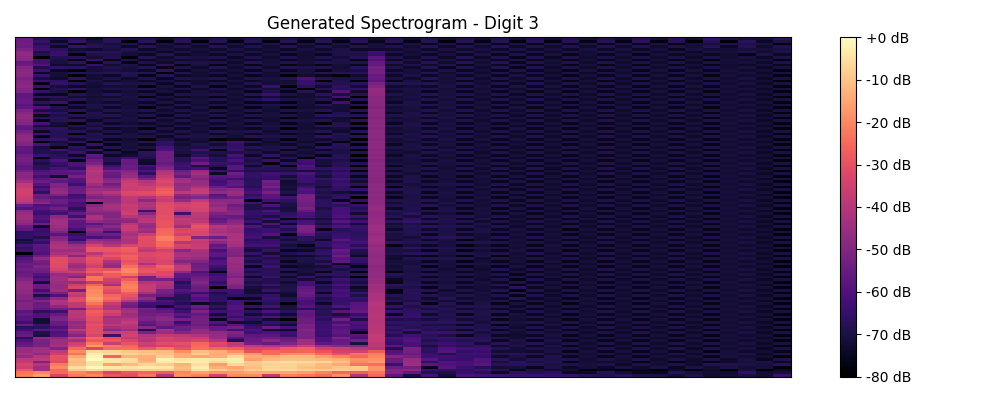 Generated Spectrogram - Digit 3
+0 dB
-10 dB
-20 dB
-30 dB
-40 dB
-50 dB
-60 dB
-70 dB
-80 dB